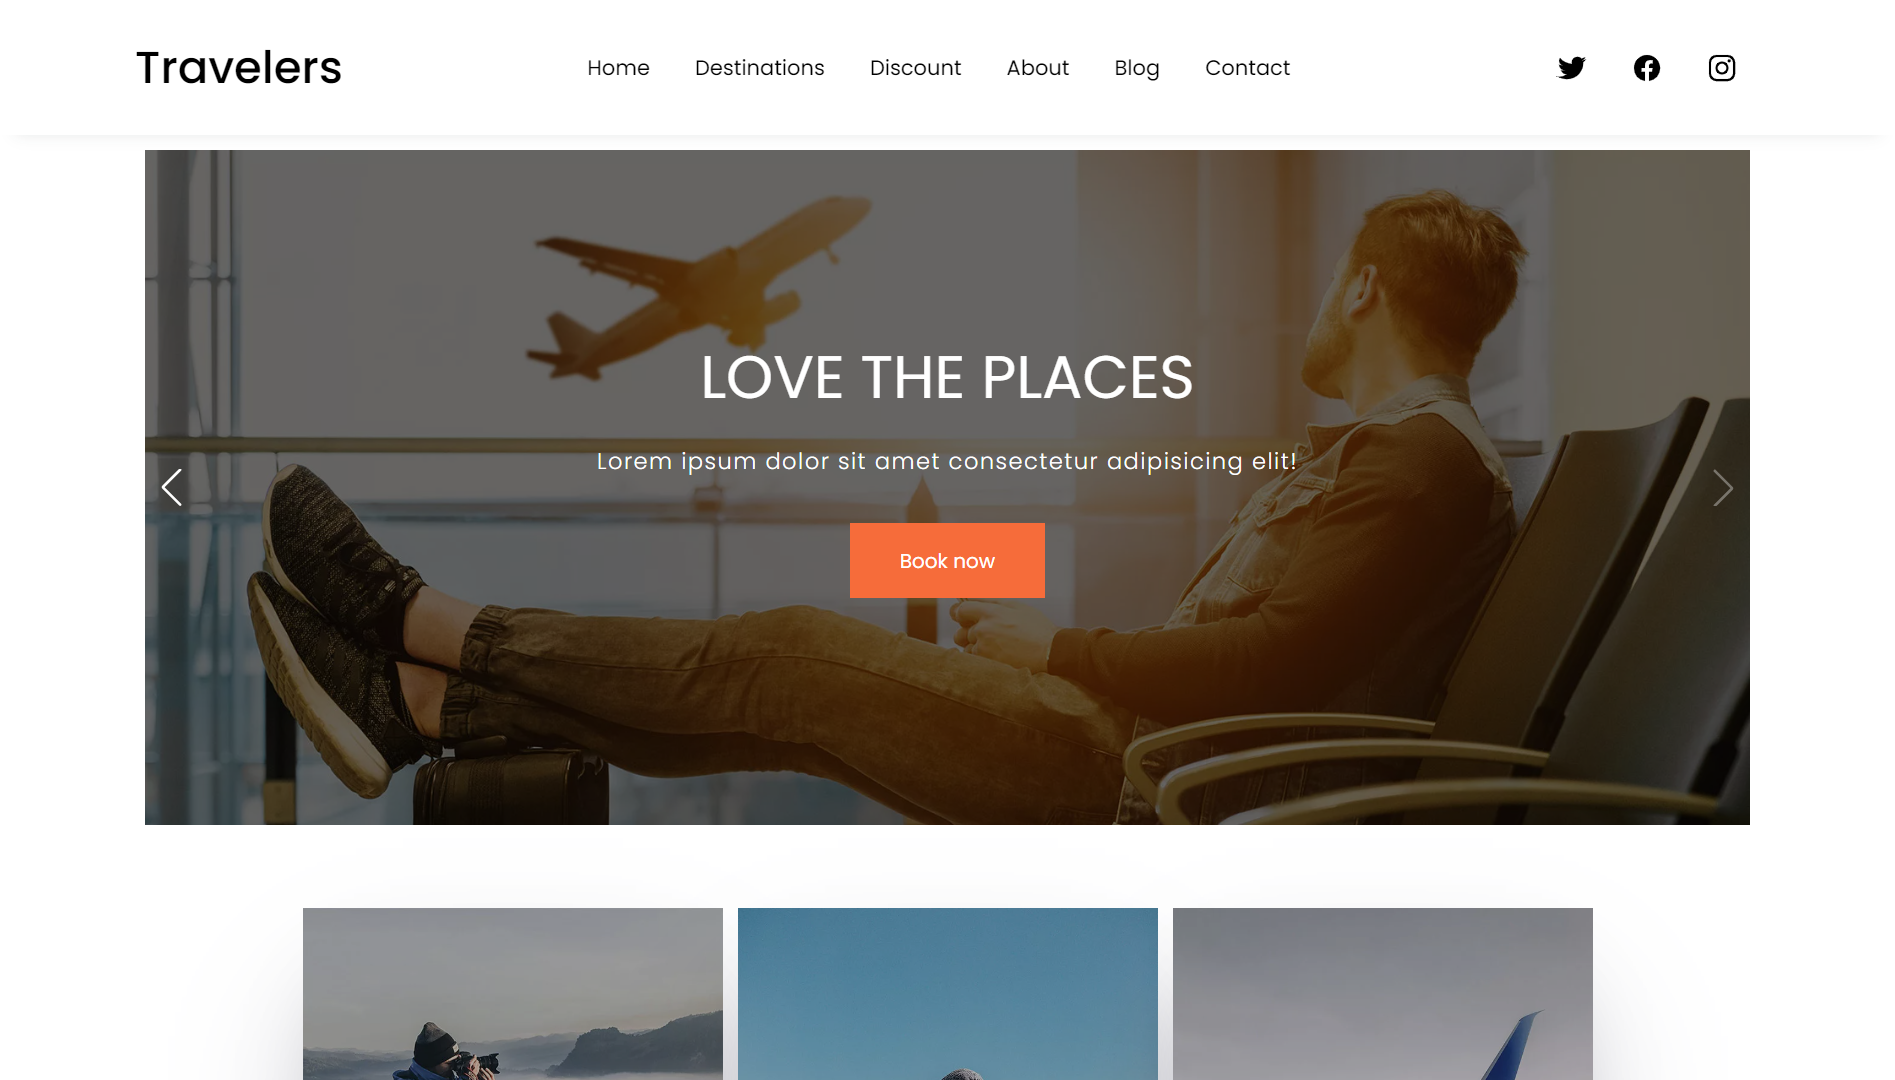 Travelers
Home Destinations Discount About Blog Contact
LOVE THE PLACES
Lorem ipsum dolor sit amet consectetur adipisicing elit!
Book now